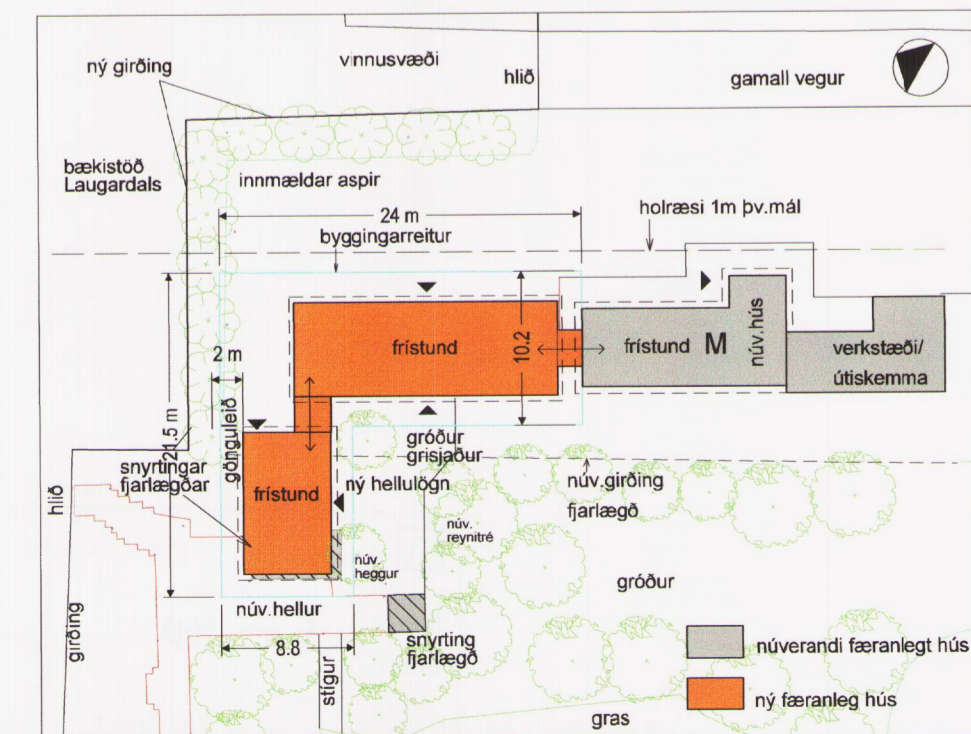 vinnusvæði
ný girðing
hlið
gamall vegur
bækistöð
Laugardals
innmældar aspir
24 m
holræsi 1m þv.mál
byggingarreitur
frístund
10.2
frístund
M
núv.hús
verkstæði/
útiskemma
2 m
gönguleið
21.5 m
snyrtingar
fjarlægðar
frístund
gróður
grisjaður
ný hellulögn
núv.girðing
fjarlægð
núv.
reynitré
núv.
heggur
hlið
girðing
gróður
núv.hellur
8.8
stígur
snyrting
fjarlægð
núverandi færanlegt hús
ný færanleg hús
gras